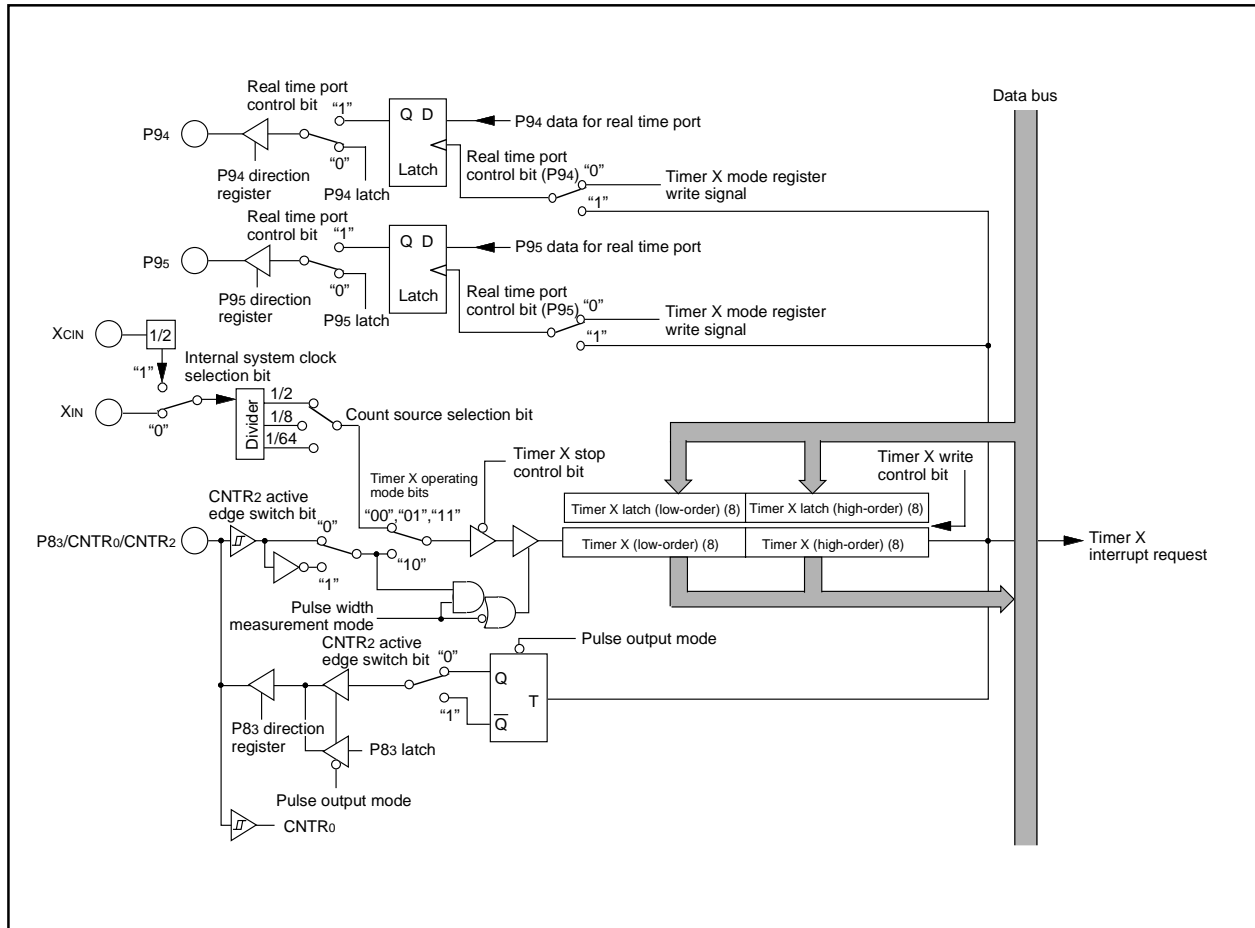 Data bus
Real time port
control bit
"1"
Q D
P94 data for real time port
P94
"0"
Latch
Real time port
control bit (P94)
"0"
Timer X mode register
write signal
"1"
P94 direction
register
P94 latch
Real time port
control bit
"1"
Q D
P95 data for real time port
P95
"0"
Latch
Real time port
control bit (P95)
"0"
Timer X mode register
write signal
"1"
P95 direction
register
P95 latch
XCIN
1/2
"1"
Internal system clock
selection bit
XIN
"0"
Divider
1/2
1/8
1/64
Count source selection bit
Timer X stop
control bit
Timer X write
control bit
Timer X operating
mode bits
"00","01","11"
"10"
CNTR2 active
edge switch bit
"0"
"1"
P83/CNTR0/CNTR2
Timer X latch (low-order) (8)
Timer X latch (high-order) (8)
Timer X (low-order) (8)
Timer X (high-order) (8)
Timer X
interrupt request
Pulse width
measurement mode
CNTR2 active
edge switch bit
"0"
"1"
Pulse output mode
Q
T
Q̅
P83 direction
register
P83 latch
Pulse output mode
CNTR0